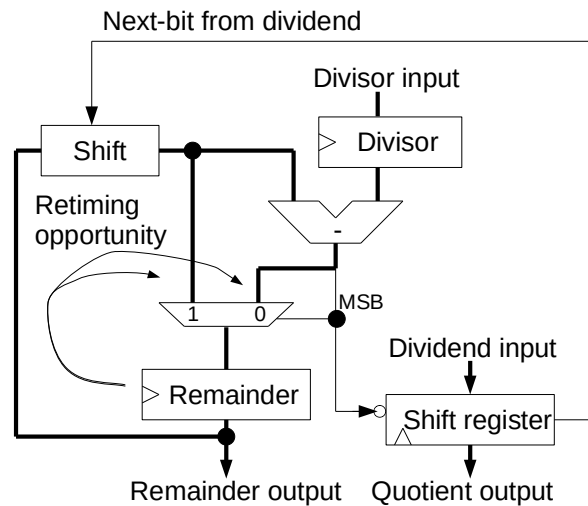 Next-bit from dividend
Divisor input
Shift
Divisor
Retiming
opportunity
-
1
0
MSB
Dividend input
Remainder
Shift register
Remainder output
Quotient output